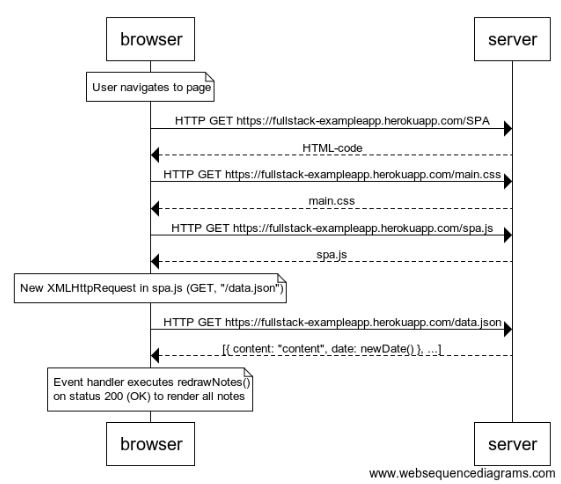 browser
server
User navigates to page
HTTP GET https://fullstack-exampleapp.herokuapp.com/SPA
HTML-code
HTTP GET https://fullstack-exampleapp.herokuapp.com/main.css
main.css
HTTP GET https://fullstack-exampleapp.herokuapp.com/spa.js
spa.js
New XMLHttpRequest in spa.js (GET, "/data.json")
HTTP GET https://fullstack-exampleapp.herokuapp.com/data.json
[{ content: "content", date: newDate() }, ...]
Event handler executes redrawNotes()
on status 200 (OK) to render all notes
browser
server
www.websequencediagrams.com